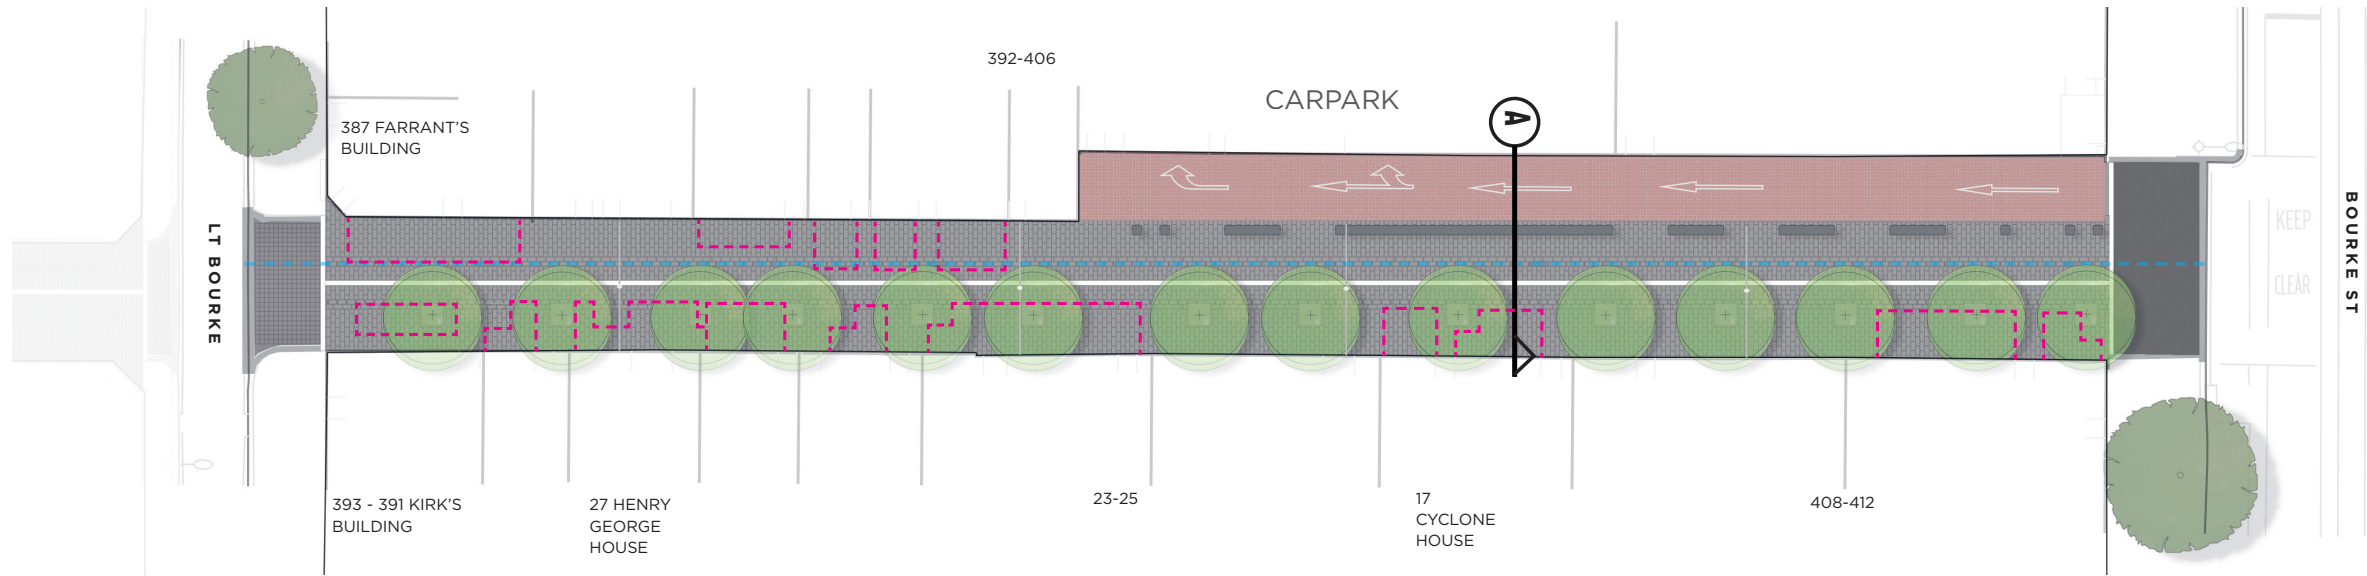 392-406
CARPARK
A
387 FARRANT'S
BUILDING
LT BOURKE
BOURKE ST
KEEP
CLEAR
393 - 391 KIRK'S
BUILDING
27 HENRY
GEORGE
HOUSE
23-25
17
CYCLONE
HOUSE
408-412